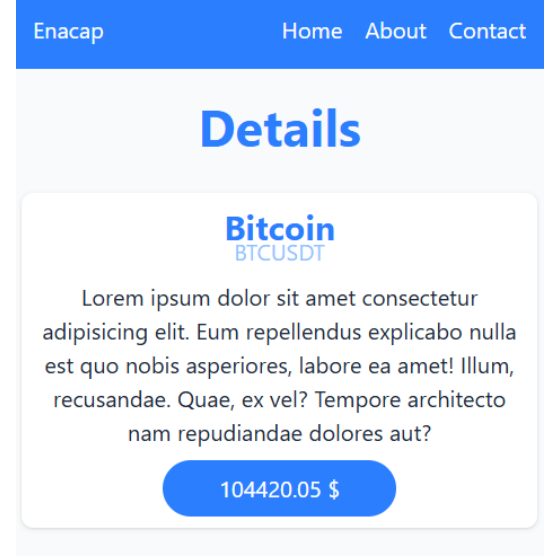 Enacap Home About Contact
Details
Bitcoin
BTCUSDT
Lorem ipsum dolor sit amet consectetur
adipisicing elit. Eum repellendus explicabo nulla
est quo nobis asperiores, labore ea amet! Illum,
recusandae. Quae, ex vel? Tempore architecto
nam repudiandae dolores aut?
104420.05 $